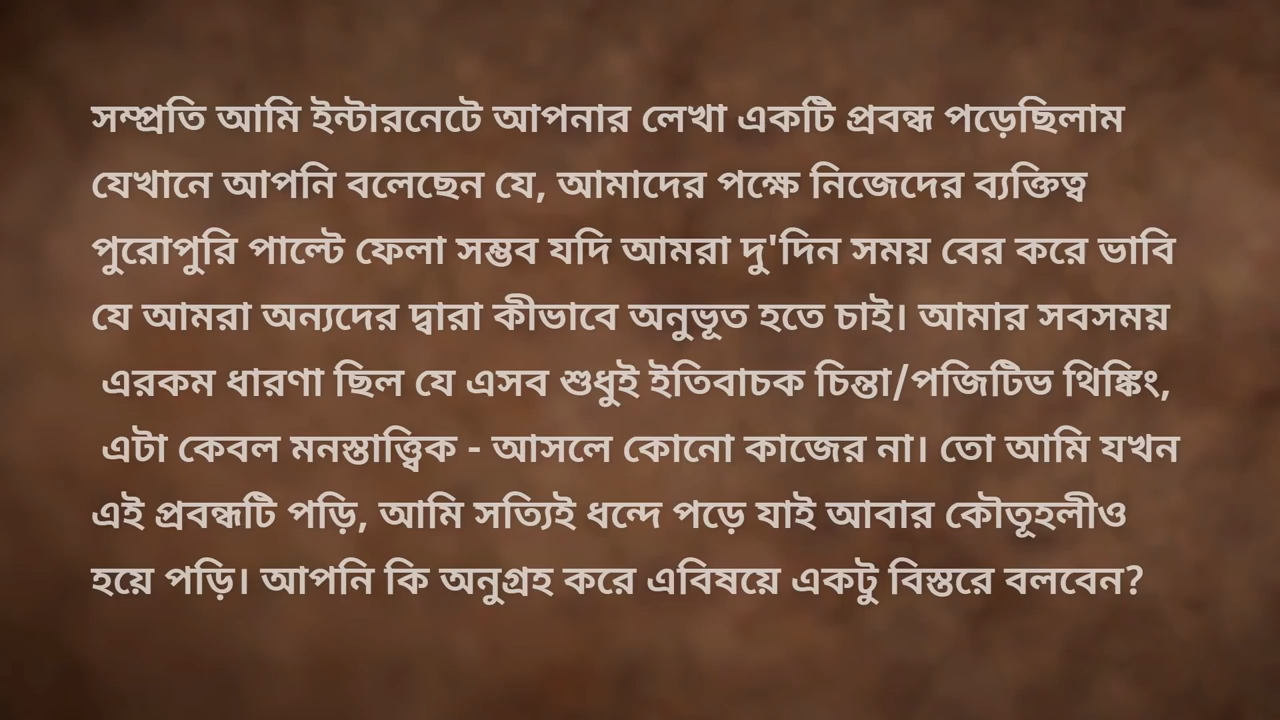 সম্প্রতি আমি ইন্টারনেটে আপনার লেখা একটি প্রবন্ধ পড়েছিলাম
যেখানে আপনি বলেছেন যে, আমাদের পক্ষে নিজেদের ব্যক্তিত্ব
পুরোপুরি পাল্টে ফেলা সম্ভব যদি আমরা দু'দিন সময় বের করে ভাবি
যে আমরা অন্যদের দ্বারা কীভাবে অনুভূত হতে চাই। আমার সবসময়
এরকম ধারণা ছিল যে এসব শুধুই ইতিবাচক চিন্তা/পজিটিভ থিঙ্কিং,
এটা কেবল মনস্তাত্ত্বিক - আসলে কোনো কাজের না। তো আমি যখন
এই প্রবন্ধটি পড়ি, আমি সত্যিই ধন্দে পড়ে যাই আবার কৌতূহলীও
হয়ে পড়ি। আপনি কি অনুগ্রহ করে এবিষয়ে একটু বিস্তরে বলবেন?